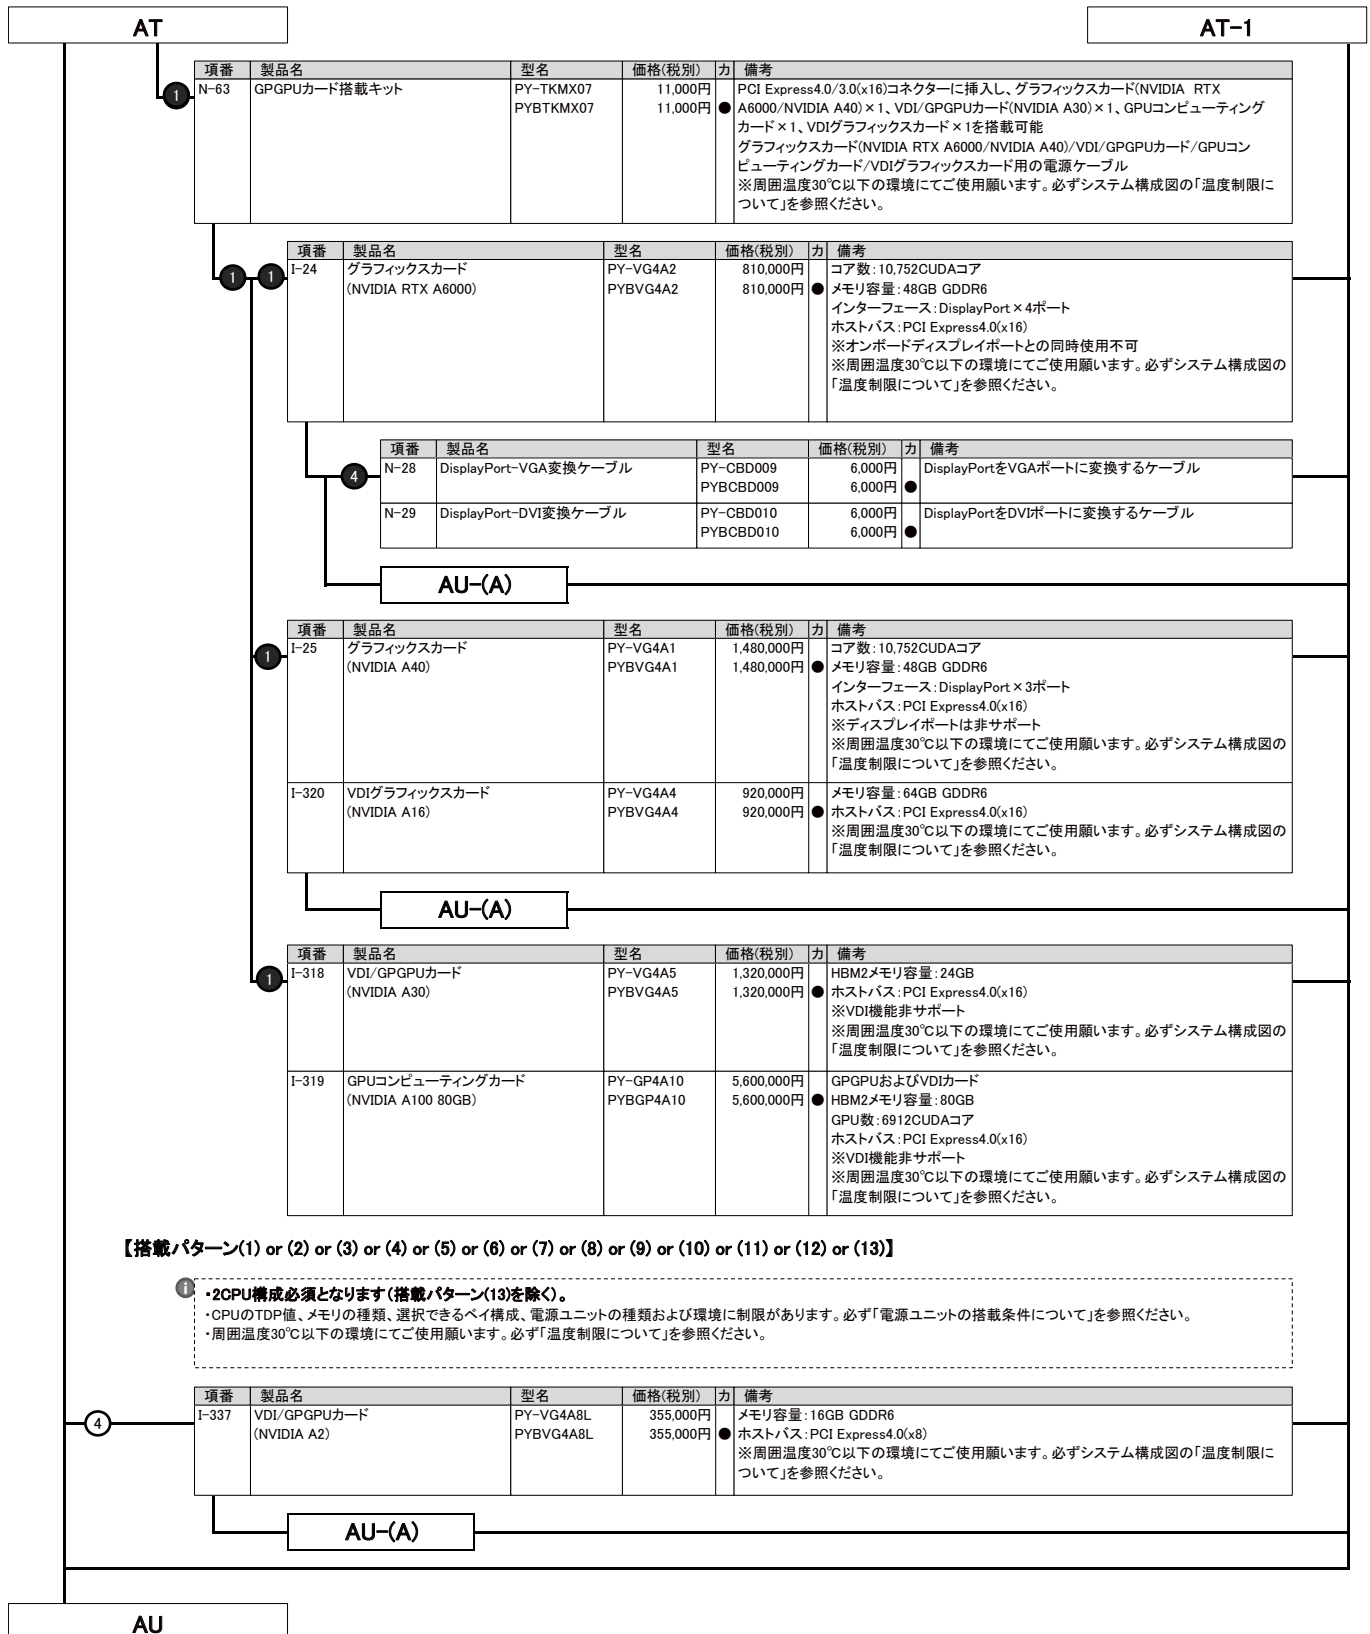 AT
AT-1
項番 製品名 型名 価格(税別) カ 備考
1 N-63 GPGPUカード搭載キット PY-TKMX07 11,000円 PCI Express4.0/3.0(x16)コネクターに挿入し、グラフィックスカード(NVIDIA RTX
PYBTKMX07 11,000円 ● A6000/NVIDIA A40)×1、VDI/GPGPUカード(NVIDIA A30)×1、GPUコンピューティング
カード×1、VDIグラフィックスカード×1を搭載可能
グラフィックスカード(NVIDIA RTX A6000/NVIDIA A40)/VDI/GPGPUカード/GPUコン
ピューティングカード/VDIグラフィックスカード用の電源ケーブル
※周囲温度30℃以下の環境にてご使用願います。必ずシステム構成図の「温度制限に
ついて」を参照ください。
項番 製品名 型名 価格(税別) カ 備考
1 1 I-24 グラフィックスカード PY-VG4A2 810,000円 コア数:10,752CUDAコア
(NVIDIA RTX A6000) PYBVG4A2 810,000円 ● メモリ容量:48GB GDDR6
インターフェース:DisplayPort×4ポート
ホストバス:PCI Express4.0(x16)
※オンボードディスプレイポートとの同時使用不可
※周囲温度30℃以下の環境にてご使用願います。必ずシステム構成図の
「温度制限について」を参照ください。
項番 製品名 型名 価格(税別) カ 備考
4 N-28 DisplayPort-VGA変換ケーブル PY-CBD009 6,000円 DisplayPortをVGAポートに変換するケーブル
PYBCBD009 6,000円 ●
N-29 DisplayPort-DVI変換ケーブル PY-CBD010 6,000円 DisplayPortをDVIポートに変換するケーブル
PYBCBD010 6,000円 ●
AU-(A)
項番 製品名 型名 価格(税別) カ 備考
1 I-25 グラフィックスカード PY-VG4A1 1,480,000円 コア数:10,752CUDAコア
(NVIDIA A40) PYBVG4A1 1,480,000円 ● メモリ容量:48GB GDDR6
インターフェース:DisplayPort×3ポート
ホストバス:PCI Express4.0(x16)
※ディスプレイポートは非サポート
※周囲温度30℃以下の環境にてご使用願います。必ずシステム構成図の
「温度制限について」を参照ください。
I-320 VDIグラフィックスカード PY-VG4A4 920,000円 メモリ容量:64GB GDDR6
(NVIDIA A16) PYBVG4A4 920,000円 ● ホストバス:PCI Express4.0(x16)
※周囲温度30℃以下の環境にてご使用願います。必ずシステム構成図の
「温度制限について」を参照ください。
AU-(A)
項番 製品名 型名 価格(税別) カ 備考
1 I-318 VDI/GPGPUカード PY-VG4A5 1,320,000円 HBM2メモリ容量:24GB
(NVIDIA A30) PYBVG4A5 1,320,000円 ● ホストバス:PCI Express4.0(x16)
※VDI機能非サポート
※周囲温度30℃以下の環境にてご使用願います。必ずシステム構成図の
「温度制限について」を参照ください。
I-319 GPUコンピューティングカード PY-GP4A10 5,600,000円 GPGPUおよびVDIカード
(NVIDIA A100 80GB) PYBGP4A10 5,600,000円 ● HBM2メモリ容量:80GB
GPU数:6912CUDAコア
ホストバス:PCI Express4.0(x16)
※VDI機能非サポート
※周囲温度30℃以下の環境にてご使用願います。必ずシステム構成図の
「温度制限について」を参照ください。
【搭載パターン(1) or (2) or (3) or (4) or (5) or (6) or (7) or (8) or (9) or (10) or (11) or (12) or (13)】
i ・2CPU構成必須となります(搭載パターン(13)を除く)。
・CPUのTDP値、メモリの種類、選択できるベイ構成、電源ユニットの種類および環境に制限があります。必ず「電源ユニットの搭載条件について」を参照ください。
・周囲温度30℃以下の環境にてご使用願います。必ず「温度制限について」を参照ください。
項番 製品名 型名 価格(税別) カ 備考
4 I-337 VDI/GPGPUカード PY-VG4A8L 355,000円 メモリ容量:16GB GDDR6
(NVIDIA A2) PYBVG4A8L 355,000円 ● ホストバス:PCI Express4.0(x8)
※周囲温度30℃以下の環境にてご使用願います。必ずシステム構成図の「温度制限に
ついて」を参照ください。
AU-(A)
AU